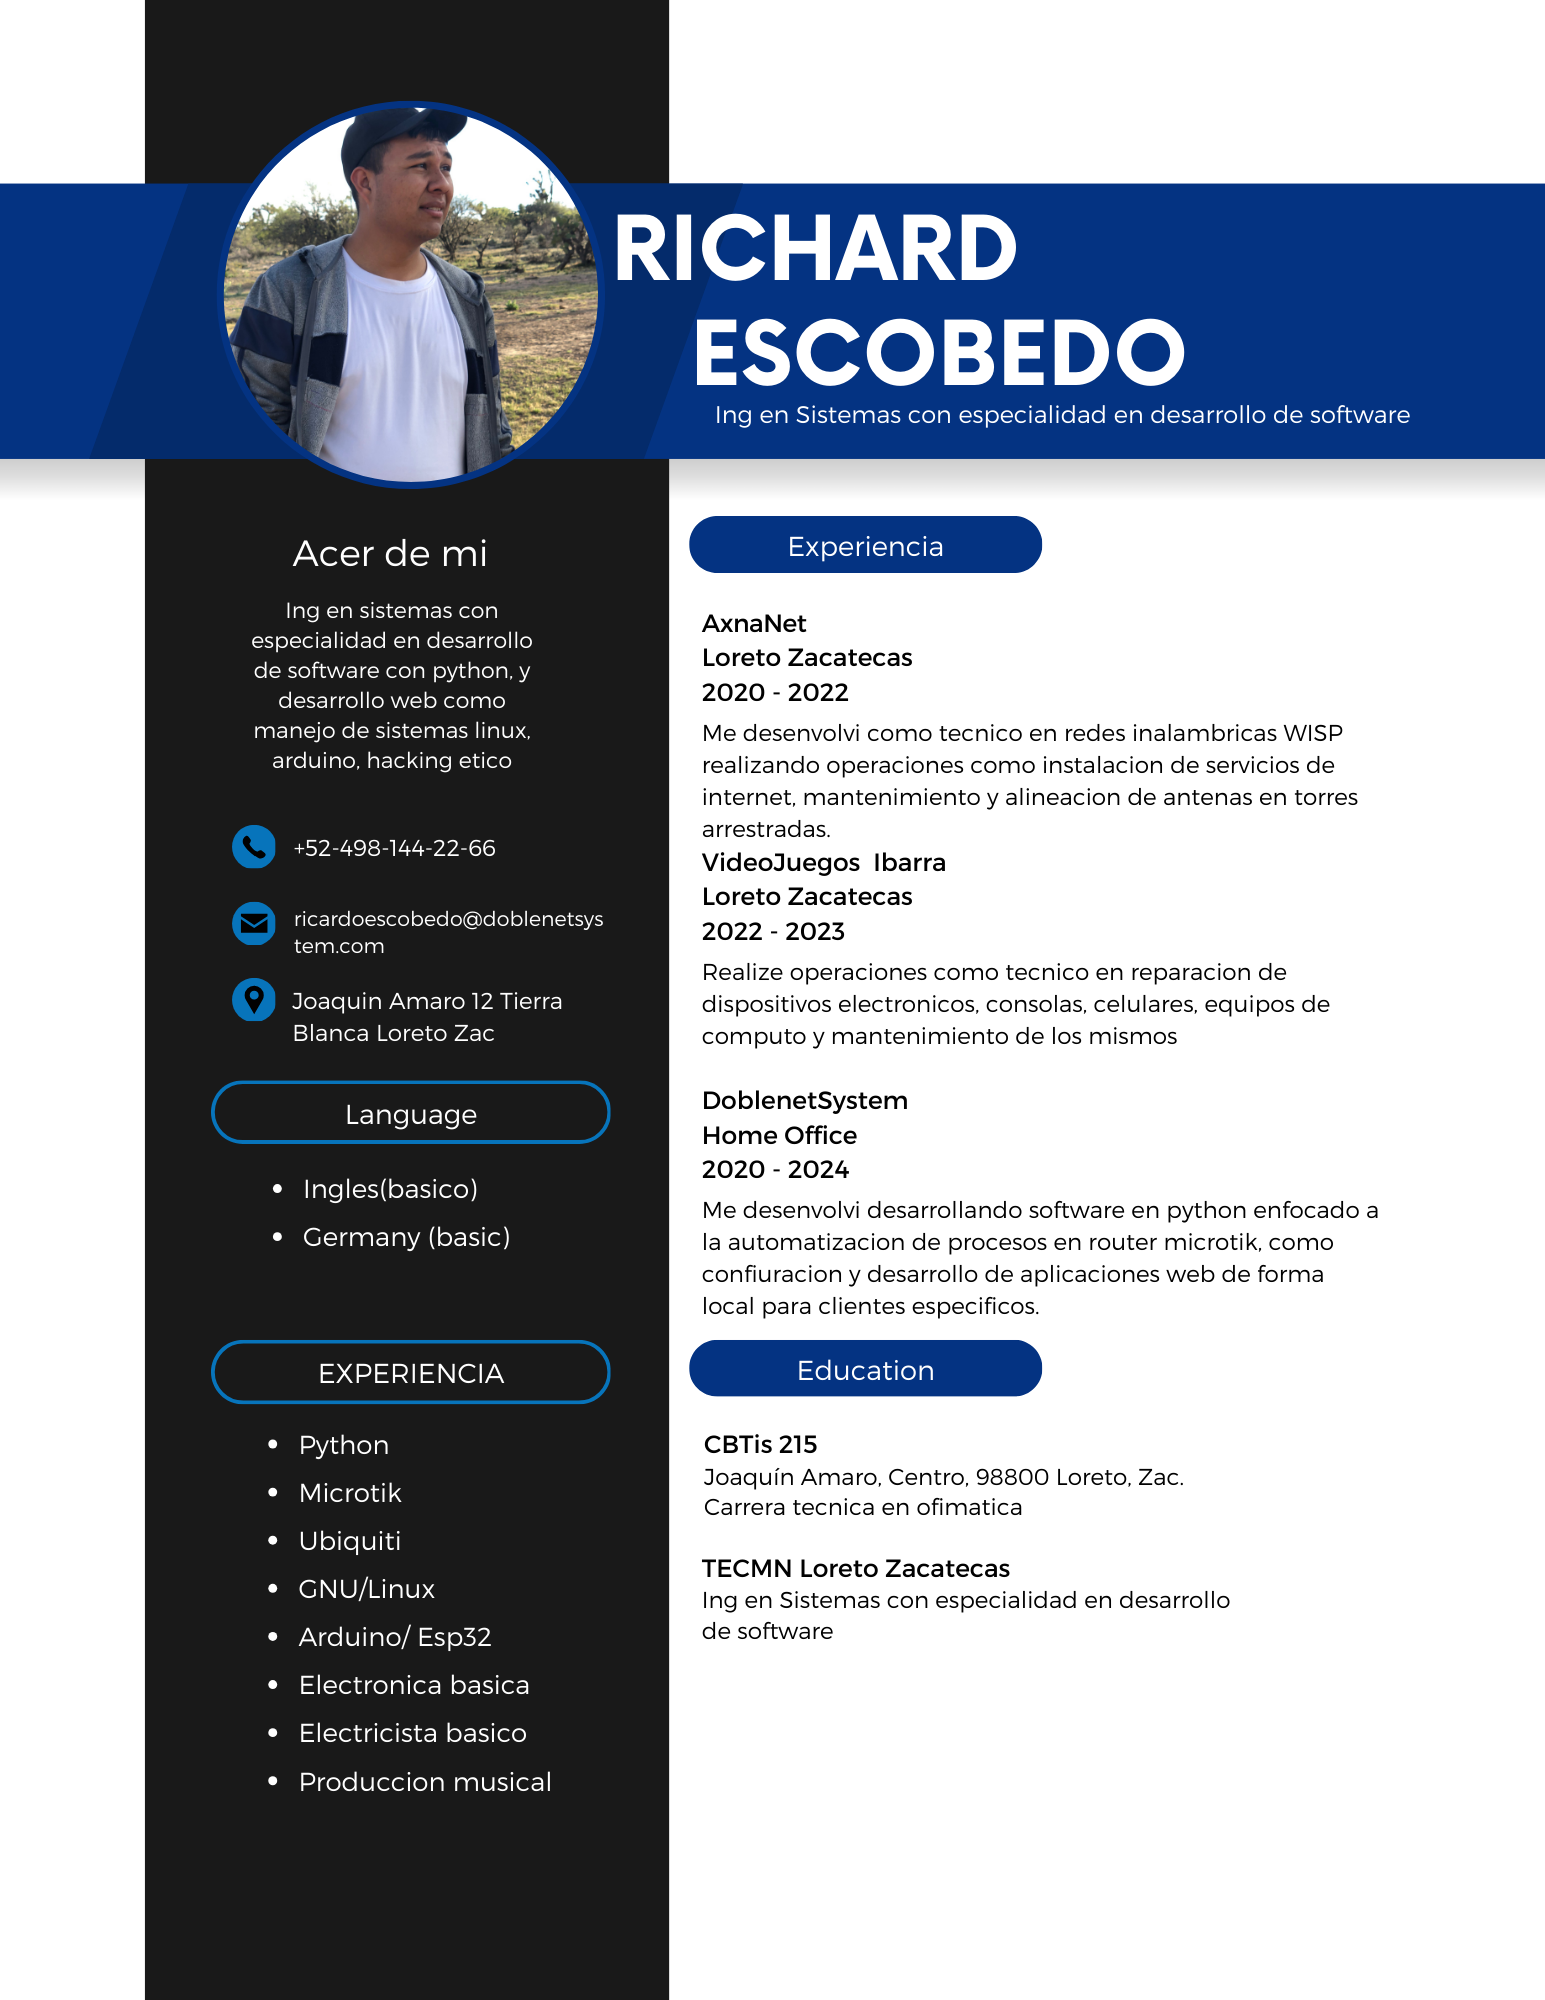 RICHARD
ESCOBEDO
Ing en Sistemas con especialidad en desarrollo de software
Acer de mi
Ing en sistemas con
especialidad en desarrollo
de software con python, y
desarrollo web como
manejo de sistemas linux,
arduino, hacking etico
+52-498-144-22-66
ricardoescobedo@doblenetsys
tem.com
Joaquin Amaro 12 Tierra
Blanca Loreto Zac
Language
Ingles(basico)
Germany (basic)
EXPERIENCIA
Python
Microtik
Ubiquiti
GNU/Linux
Arduino/ Esp32
Electronica basica
Electricista basico
Produccion musical
Experiencia
AxnaNet
Loreto Zacatecas
2020 - 2022
Me desenvolvi como tecnico en redes inalambricas WISP
realizando operaciones como instalacion de servicios de
internet, mantenimiento y alineacion de antenas en torres
arrestradas.
VideoJuegos  Ibarra
Loreto Zacatecas
2022 - 2023
Realize operaciones como tecnico en reparacion de
dispositivos electronicos, consolas, celulares, equipos de
computo y mantenimiento de los mismos
DoblenetSystem
Home Office
2020 - 2024
Me desenvolvi desarrollando software en python enfocado a
la automatizacion de procesos en router microtik, como
confiuracion y desarrollo de aplicaciones web de forma
local para clientes especificos.
Education
CBTis 215
Joaquín Amaro, Centro, 98800 Loreto, Zac.
Carrera tecnica en ofimatica
TECMN Loreto Zacatecas
Ing en Sistemas con especialidad en desarrollo
de software